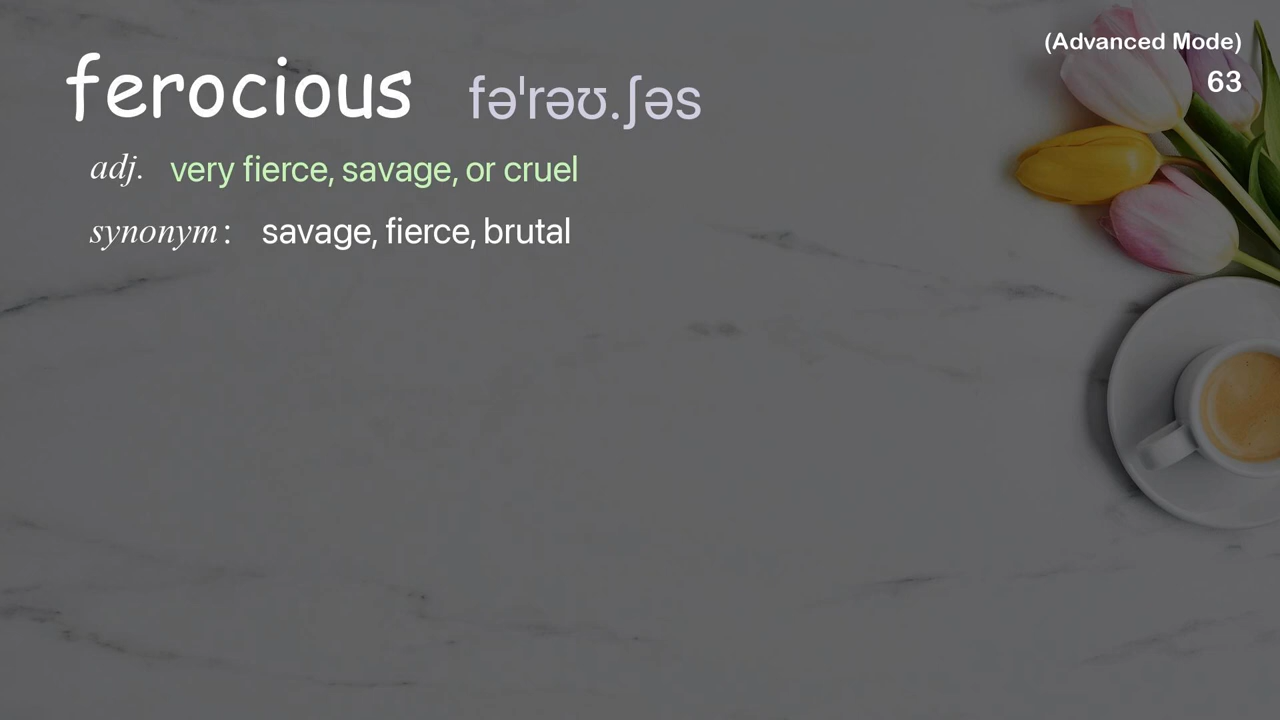 (Advanced Mode)
63
ferocious fəˈrəʊ.ʃəs
adj. very fierce, savage, or cruel
synonym: savage, fierce, brutal